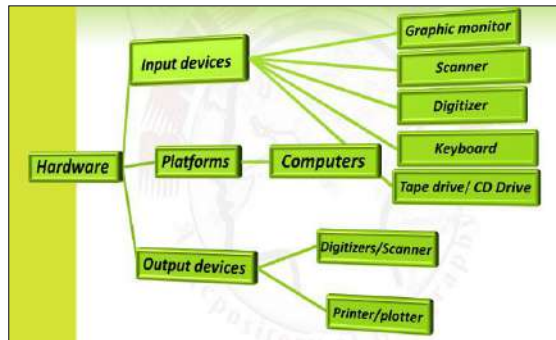 Graphic monitor
Input devices
Scanner
Digitizer
Keyboard
Hardware
Platforms
Computers
Tape drive/ CD Drive
Digitizers/Scanner
Output devices
Printer/plotter